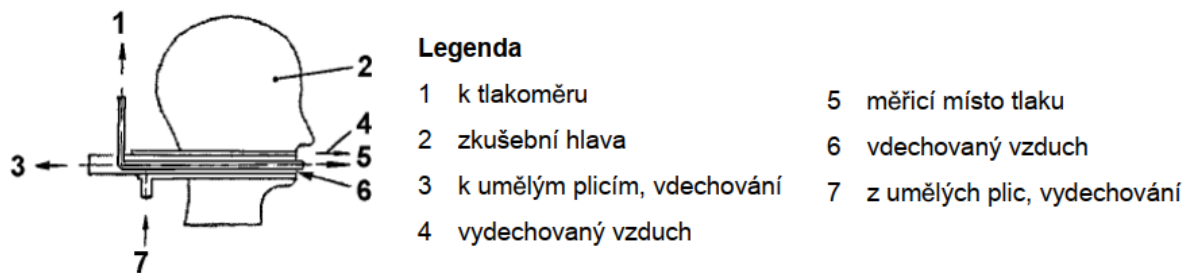 1
2
4
3
5
6
7
Legenda
1 k tlakoměru
2 zkušební hlava
3 k umělým plicím, vdechování
4 vydechovaný vzduch
5 měřicí místo tlaku
6 vdechovaný vzduch
7 z umělých plic, vydechování